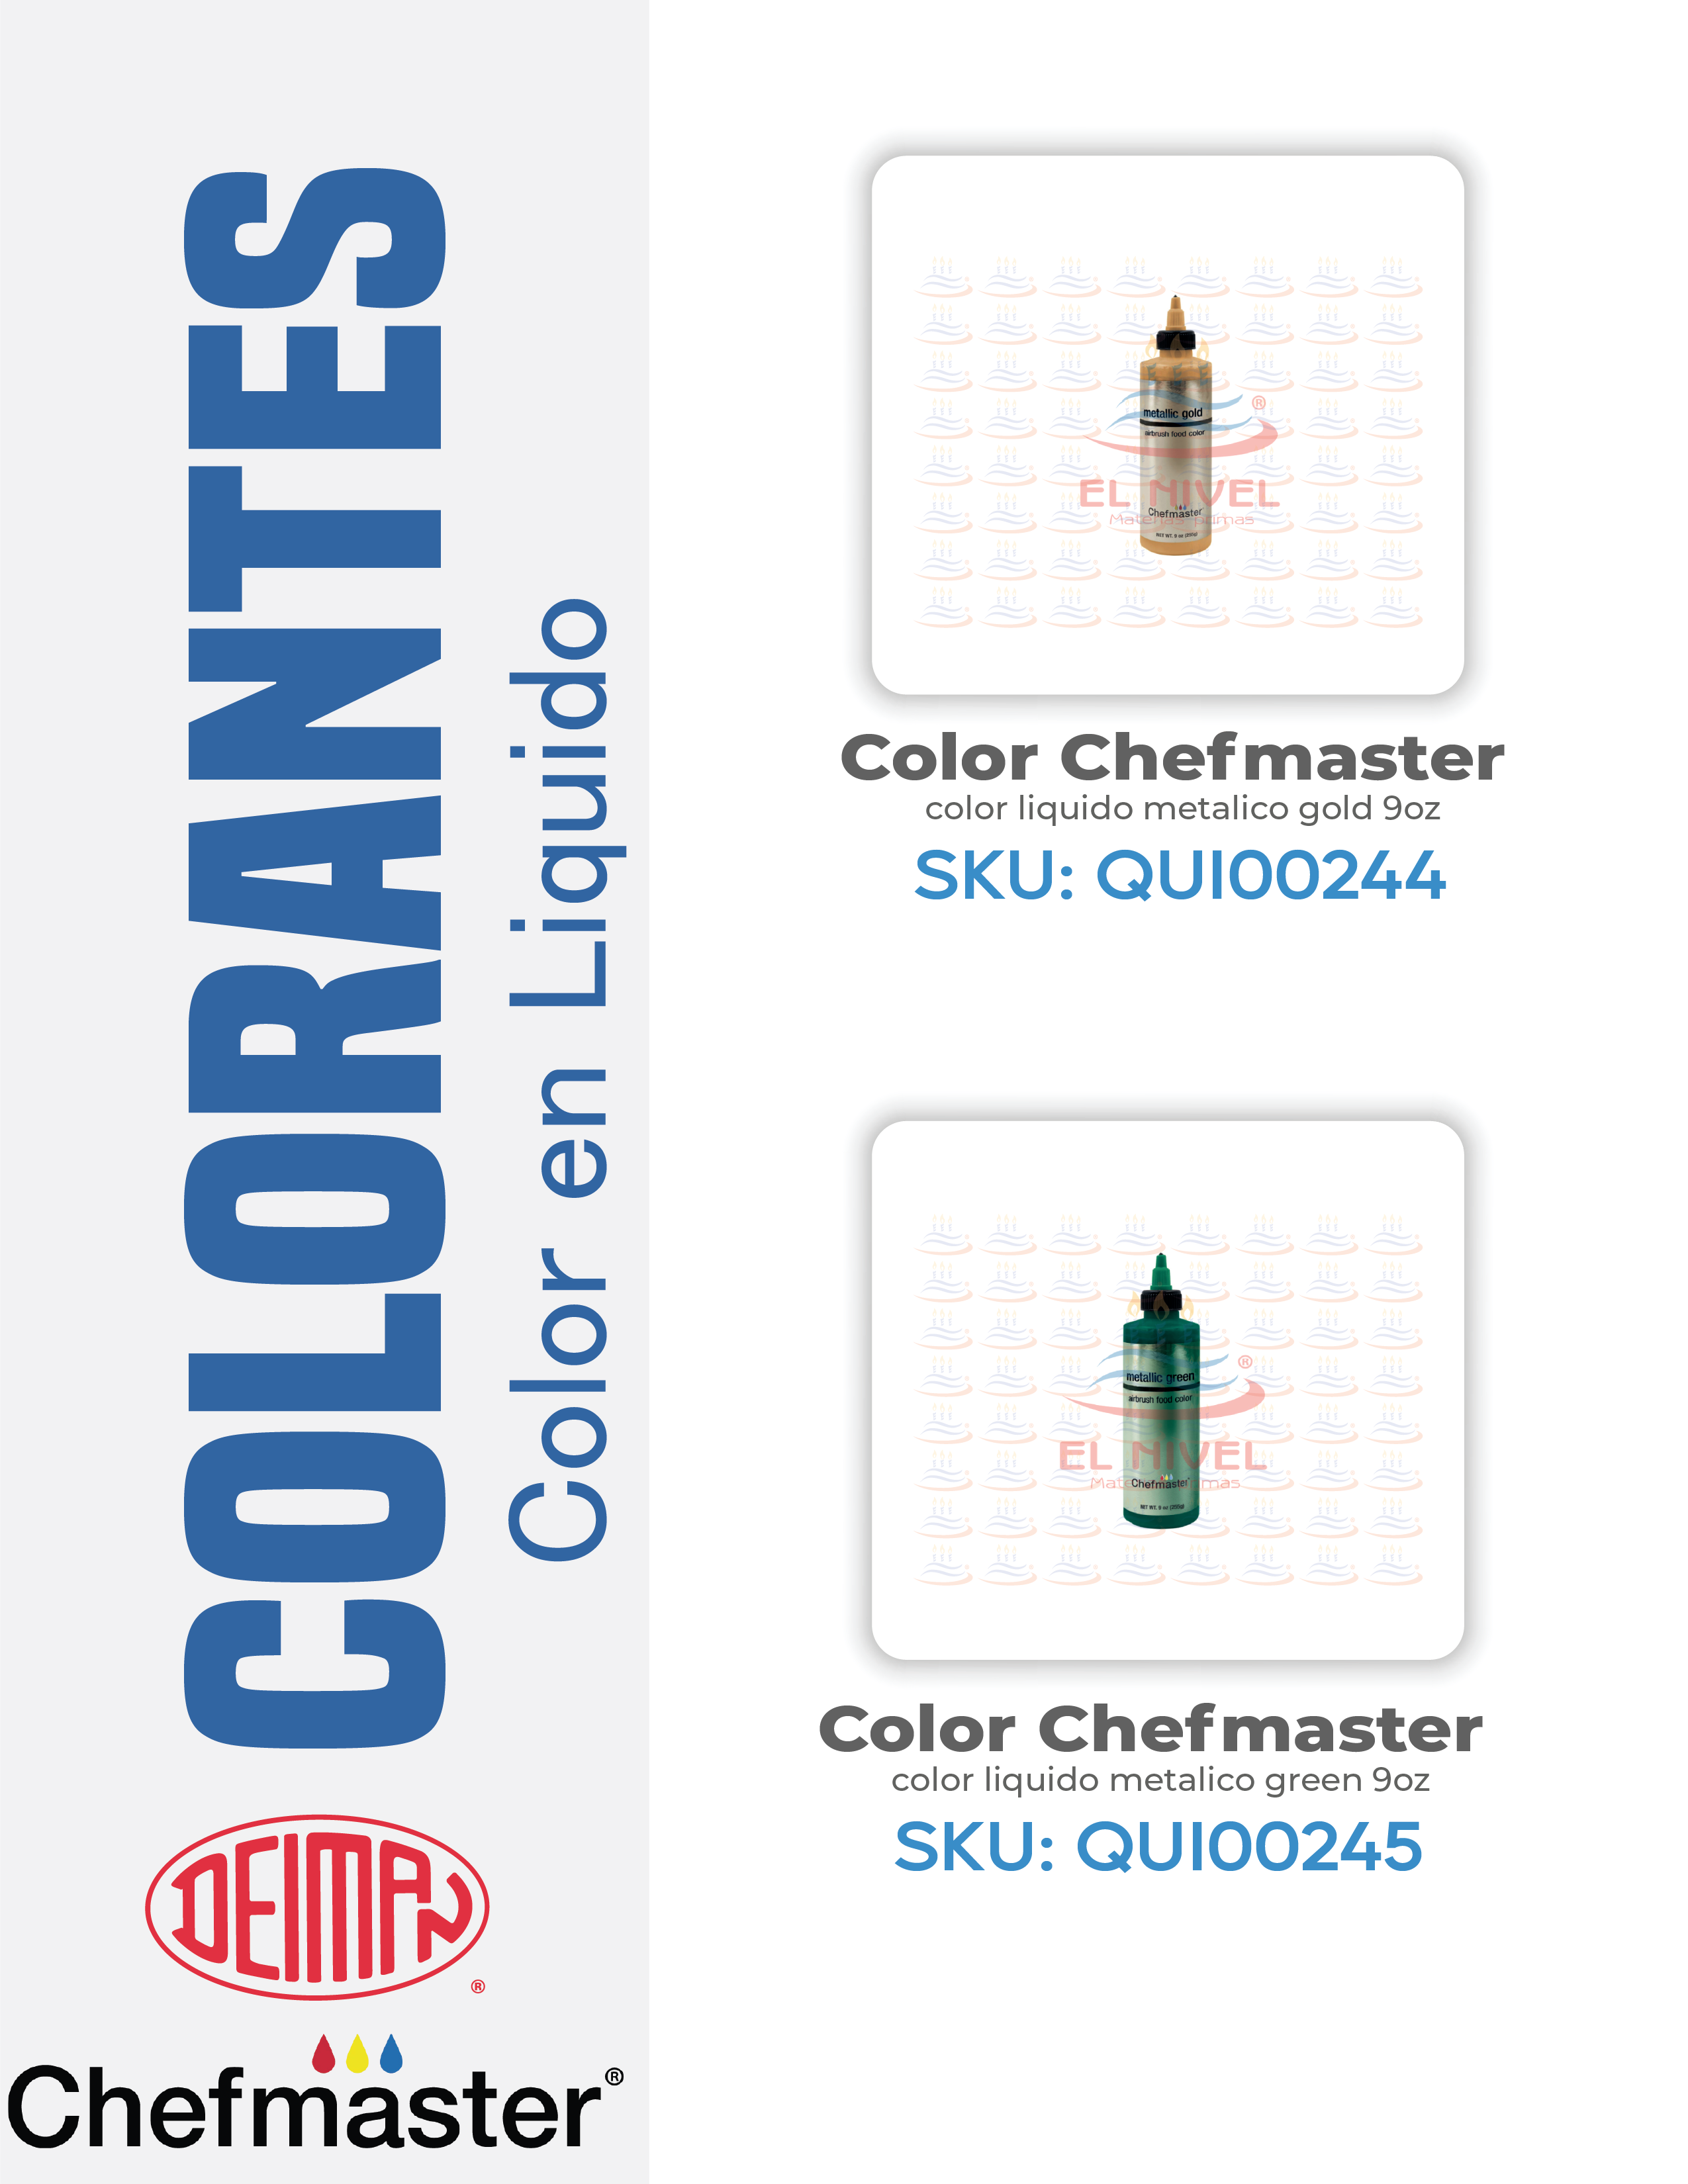 COLORANTES
Color en Liquido
DEIMAN
®
Chefmaster®
metallic gold
airbrush food color
®
EL NIVEL
Materias primas
Chefmaster
NET WT. 9 oz (255g)
Color Chefmaster
color liquido metalico gold 9oz
SKU: QUI00244
metallic green
airbrush food color
®
EL NIVEL
Materias primas
Chefmaster
NET WT. 9 oz (255g)
Color Chefmaster
color liquido metalico green 9oz
SKU: QUI00245